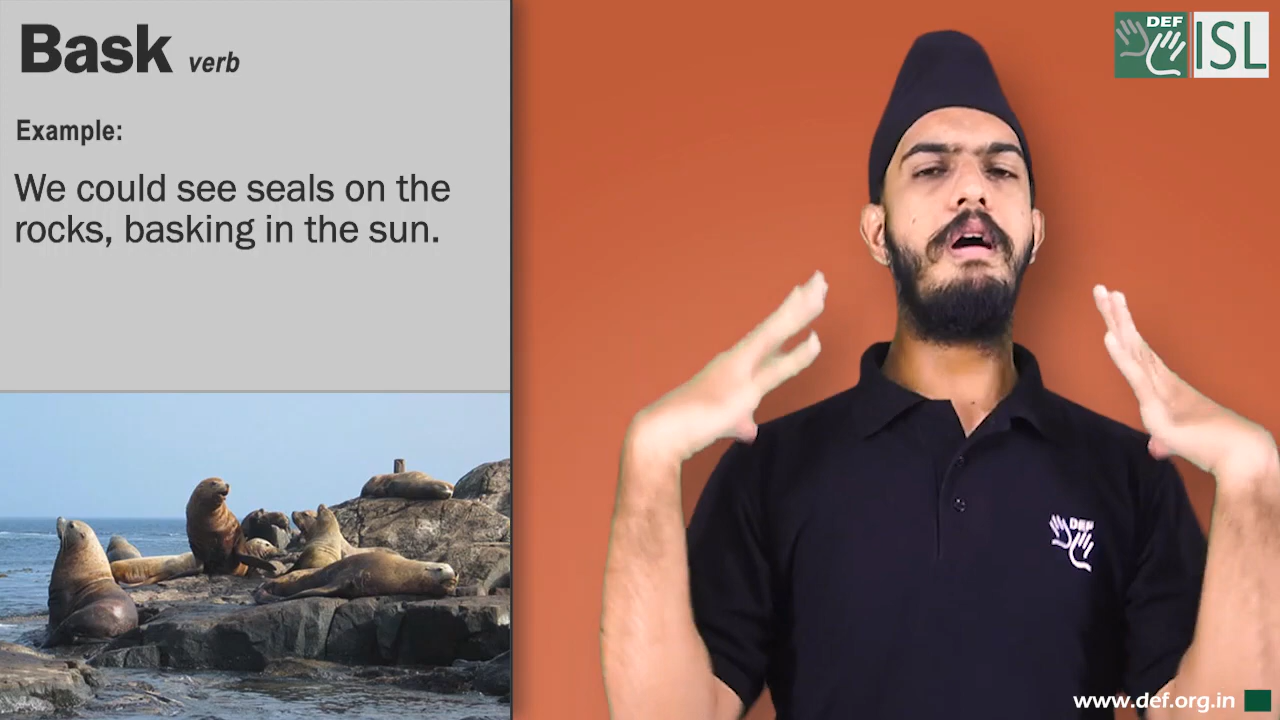 Bask verb
Example:
We could see seals on the
rocks, basking in the sun.
DEF
ISL
DEF
www.def.org.in